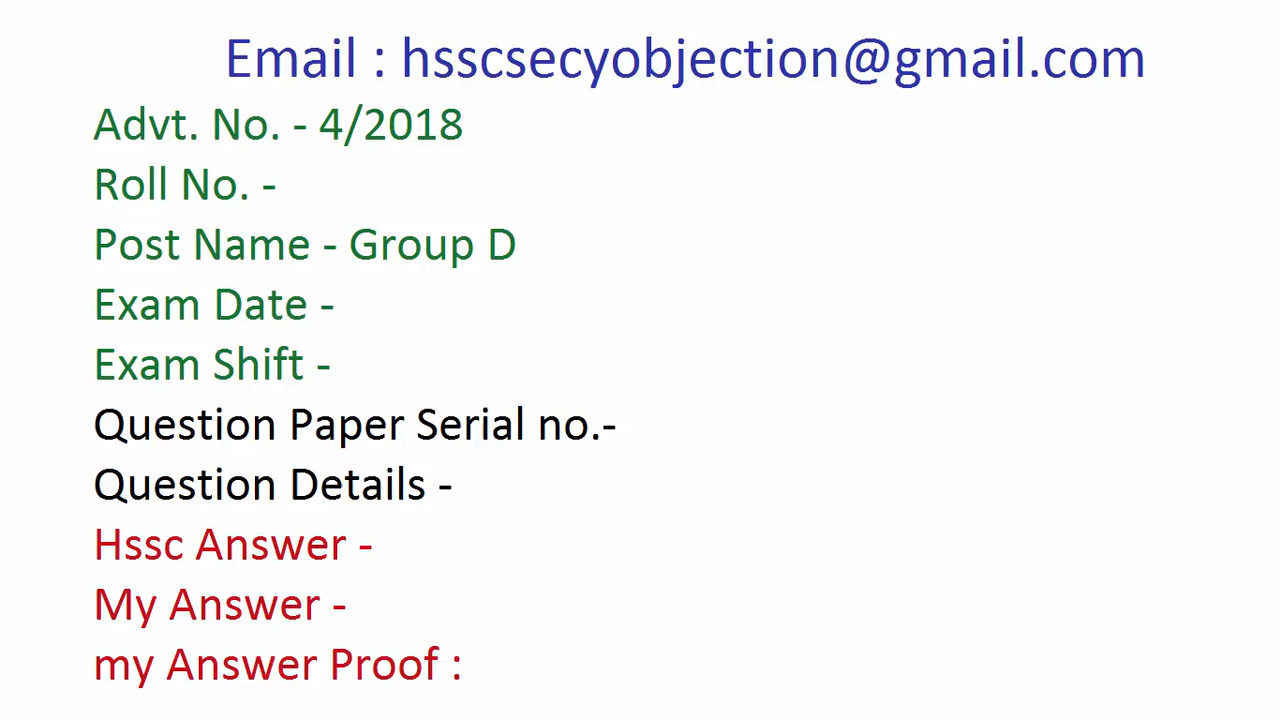 Email : hsscsecyobjection@gmail.com
Advt. No. - 4/2018
Roll No. -
Post Name - Group D
Exam Date -
Exam Shift -
Question Paper Serial no.-
Question Details -
Hssc Answer -
My Answer -
my Answer Proof :